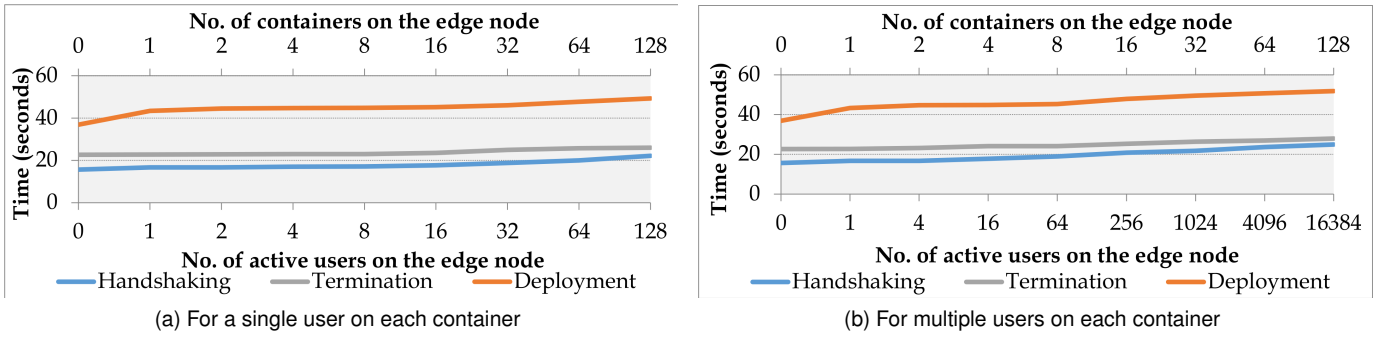 No. of containers on the edge node
0 1 2 4 8 16 32 64 128
Time (seconds)
60
40
20
0
0 1 2 4 8 16 32 64 128
No. of active users on the edge node
Handshaking Termination Deployment
(a) For a single user on each container
No. of containers on the edge node
0 1 2 4 8 16 32 64 128
Time (seconds)
60
40
20
0
0 1 4 16 64 256 1024 4096 16384
No. of active users on the edge node
Handshaking Termination Deployment
(b) For multiple users on each container